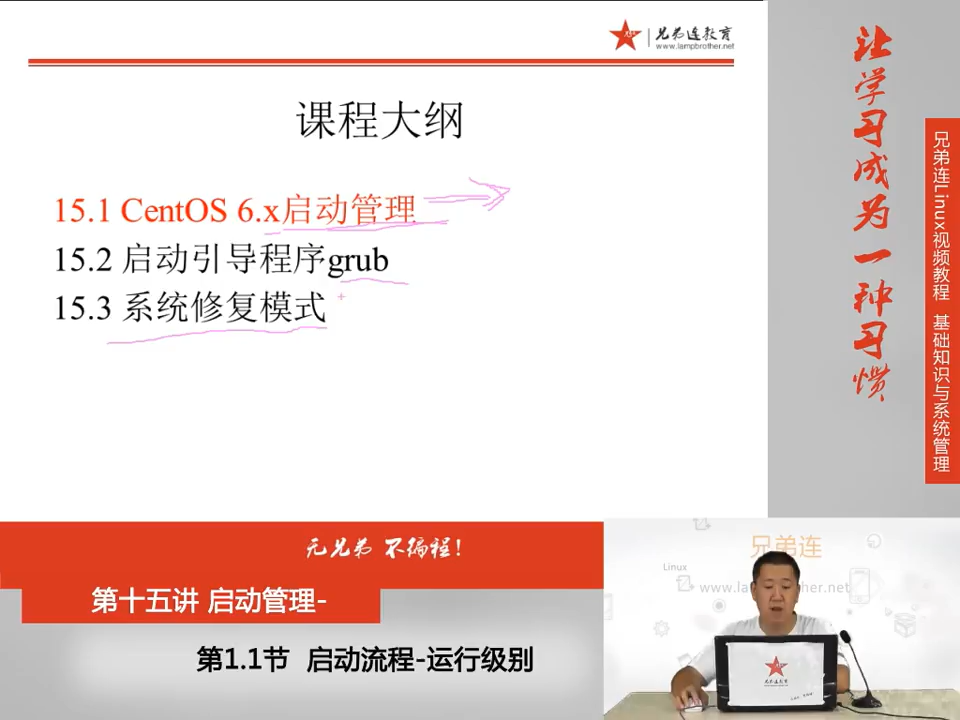 兄弟连教育
www.lampbrother.net
课程大纲
15.1 CentOS 6.x启动管理
15.2 启动引导程序grub
15.3 系统修复模式
让学习成为一种习惯
兄弟连Linux视频教程 基础知识与系统管理
无兄弟 不编程!
第十五讲 启动管理-
第1.1节 启动流程-运行级别
兄弟连
Linux